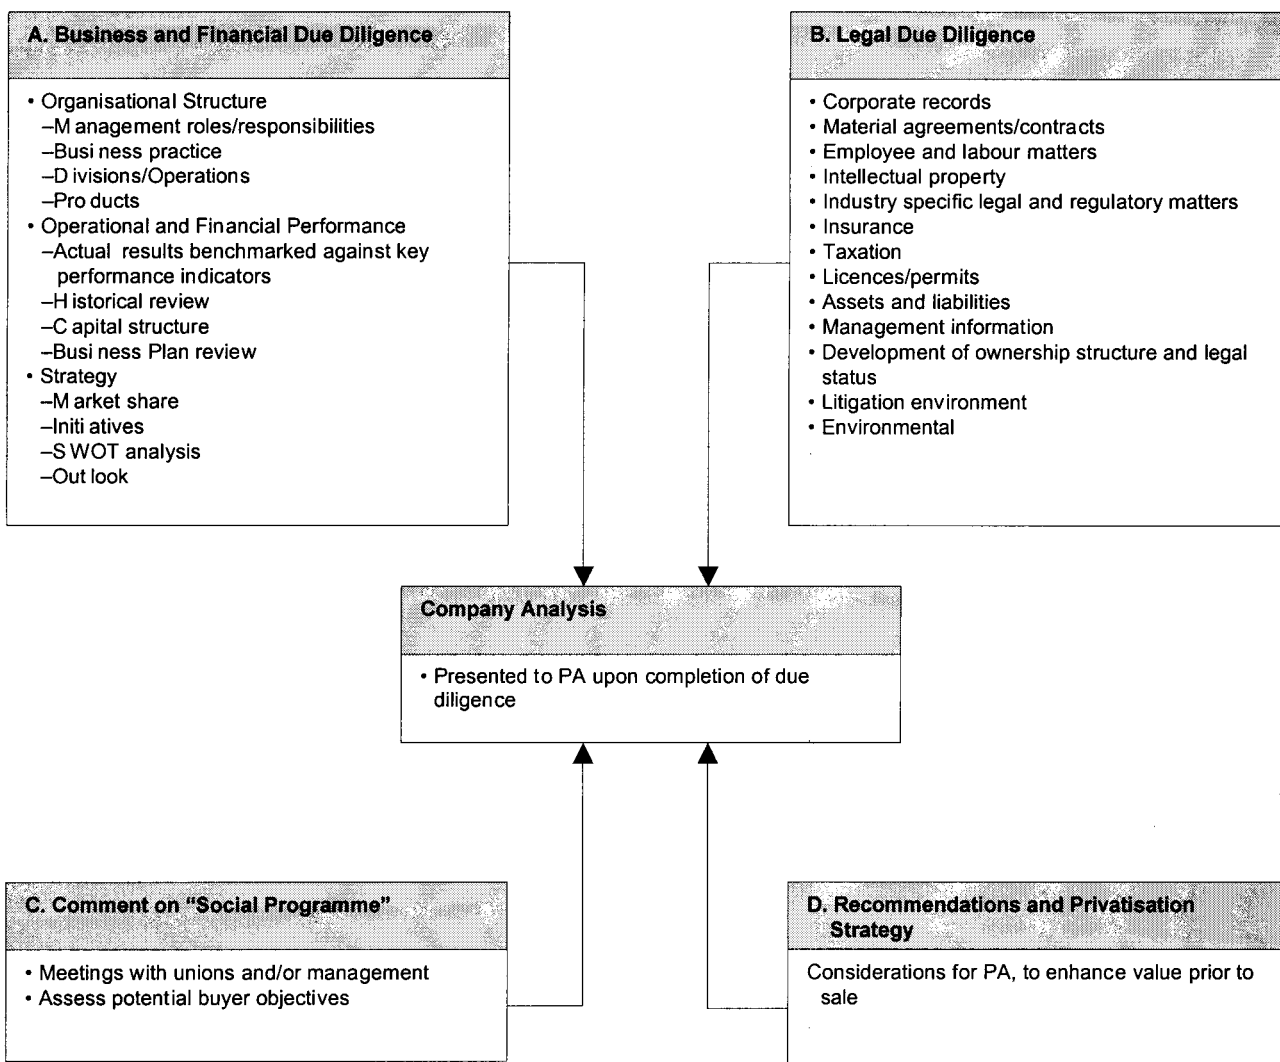 A. Business and Financial Due Diligence
• Organisational Structure
–M anagement roles/responsibilities
–Busi ness practice
–D ivisions/Operations
–Pro ducts
• Operational and Financial Performance
–Actual results benchmarked against key
performance indicators
–H istorical review
–C apital structure
–Busi ness Plan review
• Strategy
–M arket share
–Initi atives
–S WOT analysis
–Out look
B. Legal Due Diligence
• Corporate records
• Material agreements/contracts
• Employee and labour matters
• Intellectual property
• Industry specific legal and regulatory matters
• Insurance
• Taxation
• Licences/permits
• Assets and liabilities
• Management information
• Development of ownership structure and legal
status
• Litigation environment
• Environmental
Company Analysis
• Presented to PA upon completion of due
diligence
C. Comment on “Social Programme”
• Meetings with unions and/or management
• Assess potential buyer objectives
D. Recommendations and Privatisation
Strategy
Considerations for PA, to enhance value prior to
sale